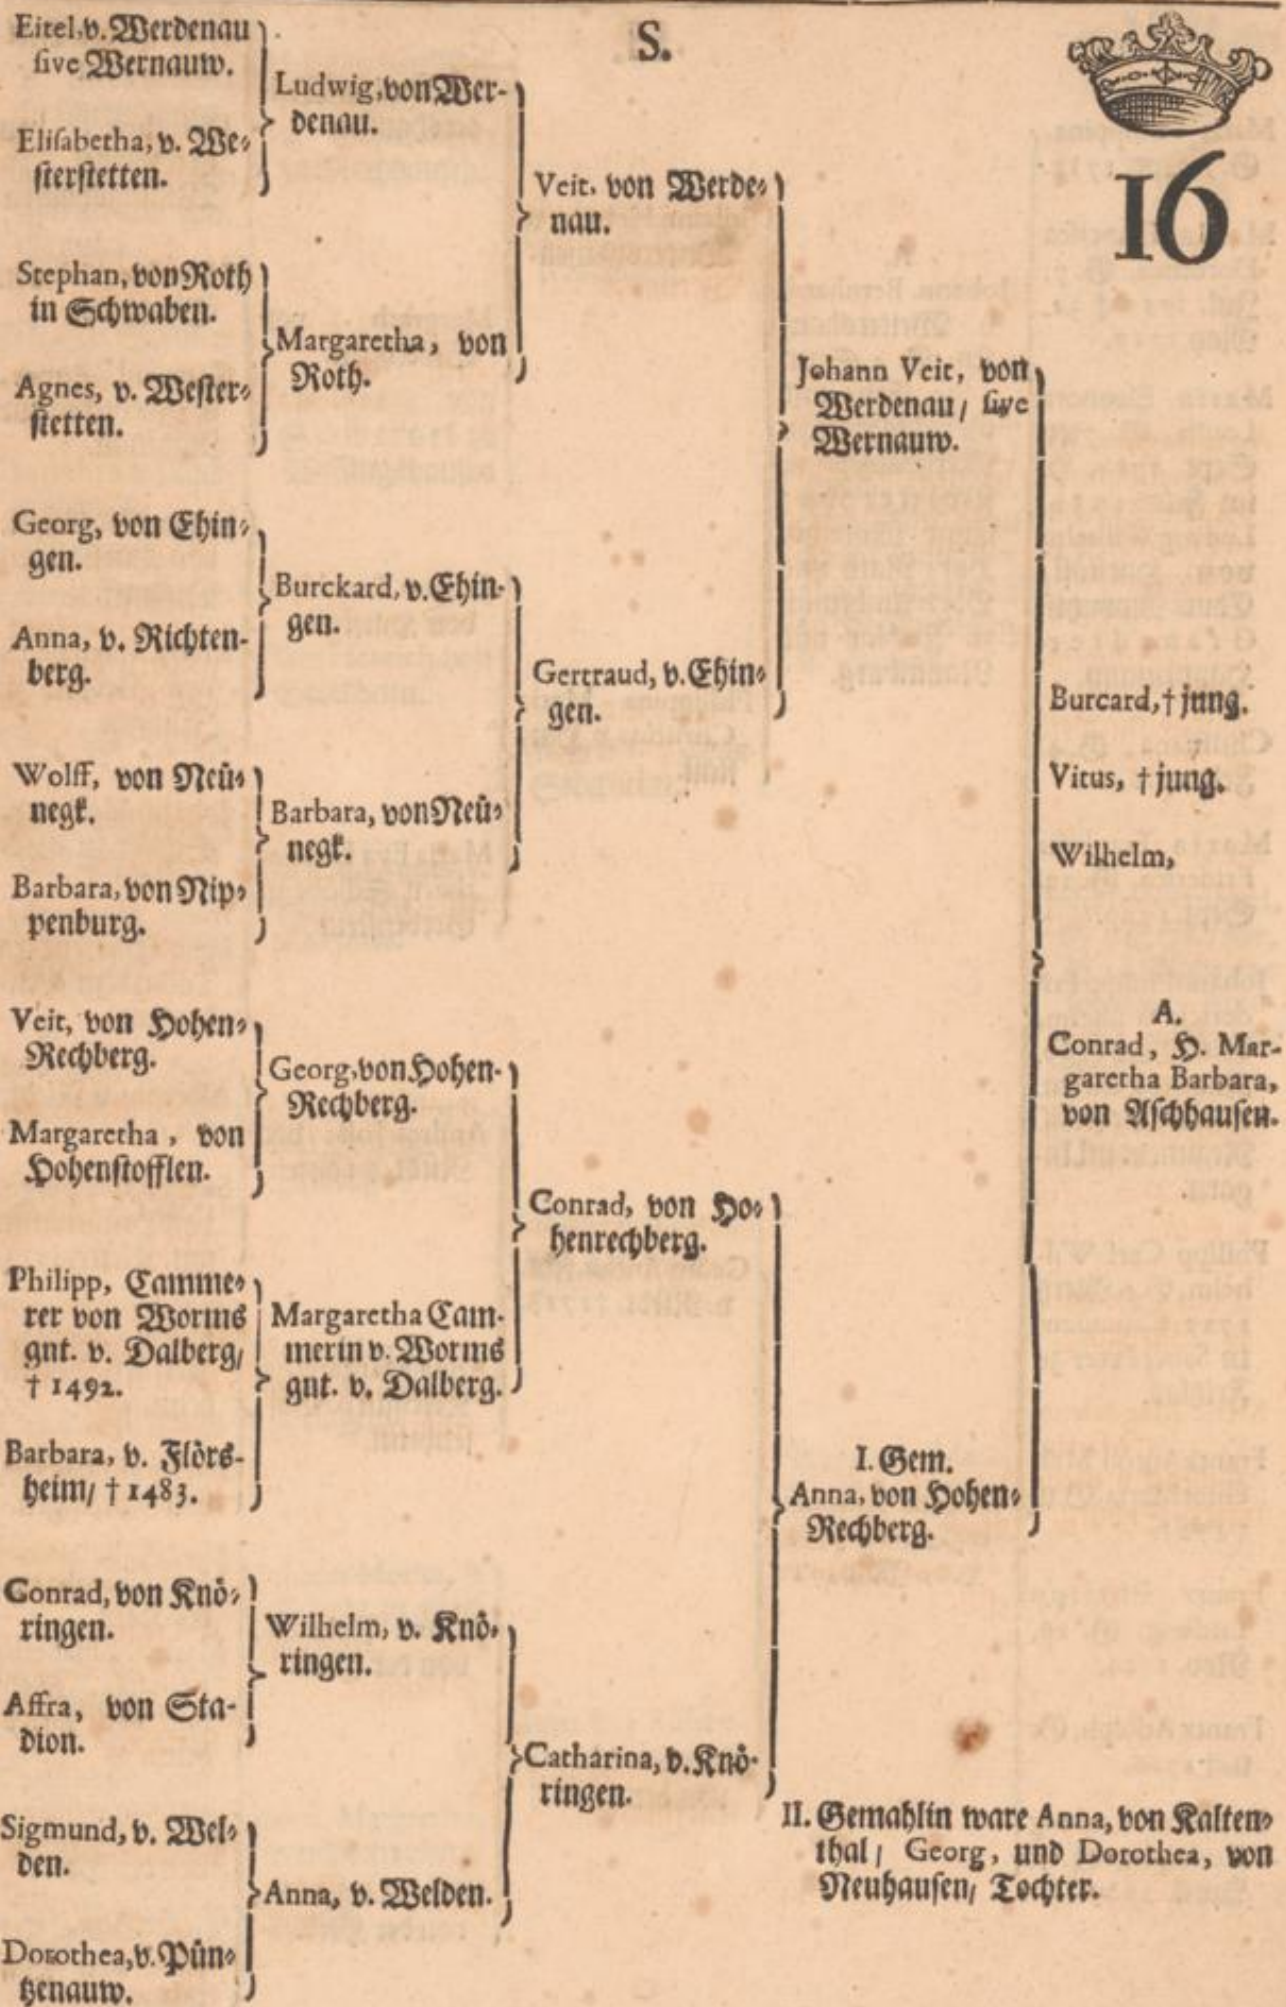 S.
16
Eitel, v. Werdenau
sive Wernauw.
Elisabetha, v. We-
sterstetten.
Stephan, von Roth
in Schwaben.
Agnes, v. Wester-
stetten.
Georg, von Ehin-
gen.
Anna, v. Richten-
berg.
Wolff, von Neü-
negk.
Barbara, von Nip-
penburg.
Veit, von Hohen-
Rechberg.
Margaretha, von
Hohenstofflen.
Philipp, Camme-
rer von Worms
gnt. v. Dalberg/
† 1492.
Barbara, v. Flörs-
heim/ † 1483.
Conrad, von Knö-
ringen.
Affra, von Sta-
dion.
Sigmund, v. Wel-
den.
Dorothea, v. Pün-
tzenauw.
Ludwig, von Wer-
denau.
Margaretha, von
Roth.
Burckard, v. Ehin-
gen.
Barbara, von Neü-
negk.
Georg, von Hohen-
Rechberg.
Margaretha Cam-
merin v. Worms
gnt. v. Dalberg.
Wilhelm, v. Knö-
ringen.
Anna, v. Welden.
Veit, von Werde-
nau.
Gertraud, v. Ehin-
gen.
Conrad, von Ho-
henrechberg.
Catharina, v. Knö-
ringen.
Johann Veit, von
Werdenau/ sive
Wernauw.
I. Gem.
Anna, von Hohen-
Rechberg.
II. Gemahlin ware Anna, von Kalten-
thal/ Georg, und Dorothea, von
Neuhausen/ Tochter.
Burcard, † jung.
Vitus, † jung.
Wilhelm,
A.
Conrad, H. Mar-
garetha Barbara,
von Aschhausen.